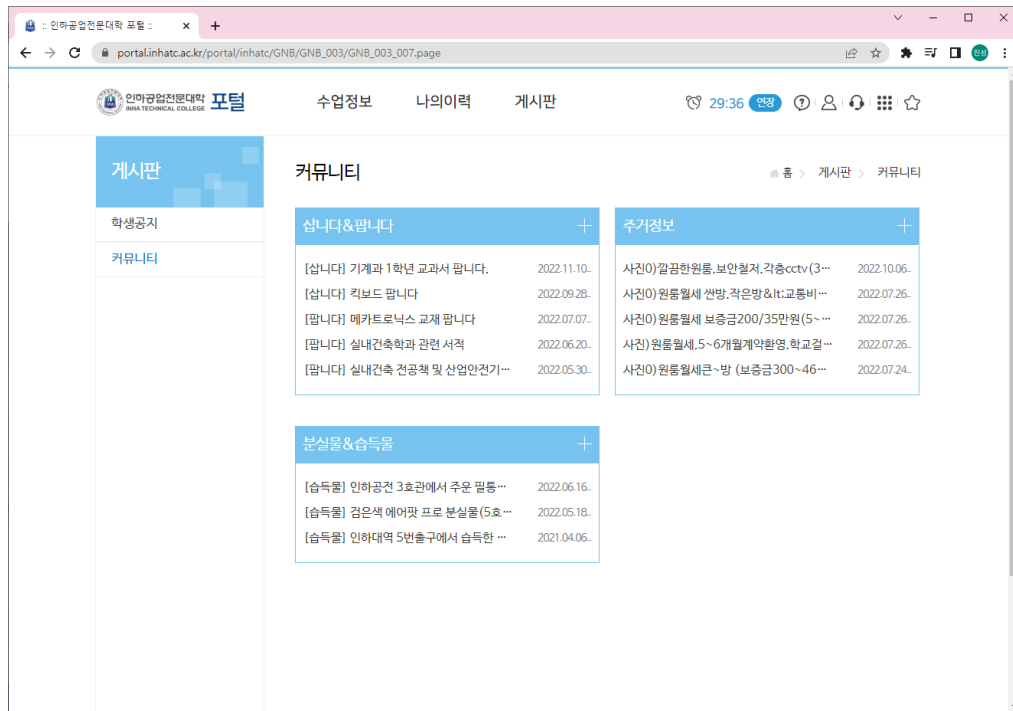 :: 인하공업전문대학 포털 ::
portal.inhatc.ac.kr/portal/inhatc/GNB/GNB_003/GNB_003_007.page
진성
인하공업전문대학 포털
INHA TECHNICAL COLLEGE
수업정보 나의이력 게시판
29:36 연장
게시판
학생공지
커뮤니티
커뮤니티
홈 > 게시판 > 커뮤니티
삽니다&팝니다
[삽니다] 기계과 1학년 교과서 팝니다. 2022.11.10..
[삽니다] 킥보드 팝니다 2022.09.28..
[팝니다] 메카트로닉스 교재 팝니다 2022.07.07..
[팝니다] 실내건축학과 관련 서적 2022.06.20..
[팝니다] 실내건축 전공책 및 산업안전기… 2022.05.30..
주거정보
사진0)깔끔한원룸.보안철저.각층cctv(3… 2022.10.06..
사진0)원룸월세 싼방.작은방&lt;교통비… 2022.07.26..
사진0)원룸월세 보증금200/35만원(5~… 2022.07.26..
사진)원룸월세.5~6개월계약환영.학교걸… 2022.07.26..
사진0)원룸월세큰~방 (보증금300~46… 2022.07.24..
분실물&습득물
[습득물] 인하공전 3호관에서 주운 필통… 2022.06.16..
[습득물] 검은색 에어팟 프로 분실물(5호… 2022.05.18..
[습득물] 인하대역 5번출구에서 습득한 … 2021.04.06..